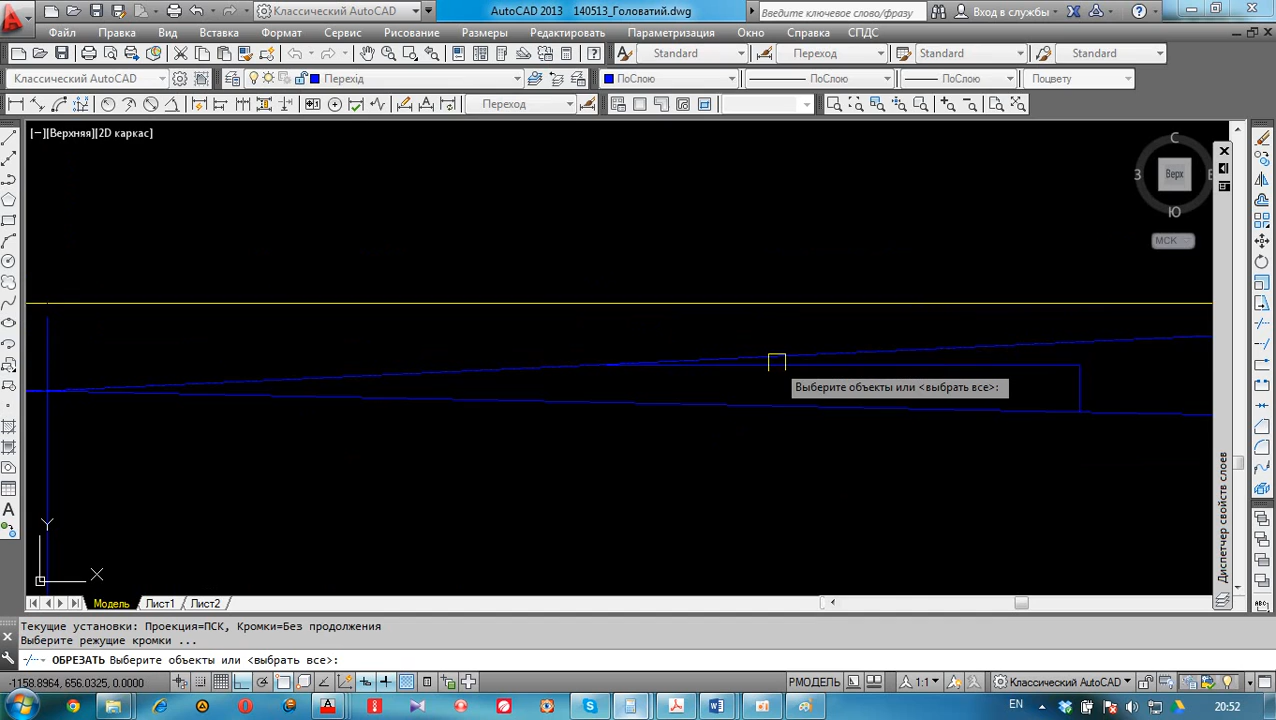 AutoCAD 2013 140513_Головатий.dwg
Классический AutoCAD
Введите ключевое слово/фразу
Вход в службы
Файл Правка Вид Вставка Формат Сервис Рисование Размеры Редактировать Параметризация Окно Справка СПДС
Standard Переход Standard Standard
Классический AutoCAD Перехід ПоСлою ПоСлою ПоСлою Поцвету
Переход
[−][Верхняя][2D каркас]
С
З Верх В
Ю
МСК
Выберите объекты или <выбрать все>:
Диспетчер свойств слоев
Y
X
Модель Лист1 Лист2
Текущие установки: Проекция=ПСК, Кромки=Без продолжения
Выберите режущие кромки ...
ОБРЕЗАТЬ Выберите объекты или <выбрать все>:
-1158.8964, 656.0325, 0.0000
РМОДЕЛЬ
1:1
Классический AutoCAD
EN
20:52